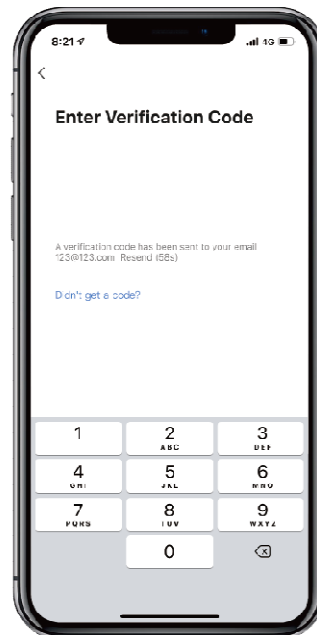 8:21
4G
Enter Verification Code
A verification code has been sent to your email
123@123.com Resend (58s)
Didn't get a code?
1
2
ABC
3
DEF
4
GHI
5
JKL
6
MNO
7
PQRS
8
TUV
9
WXYZ
0